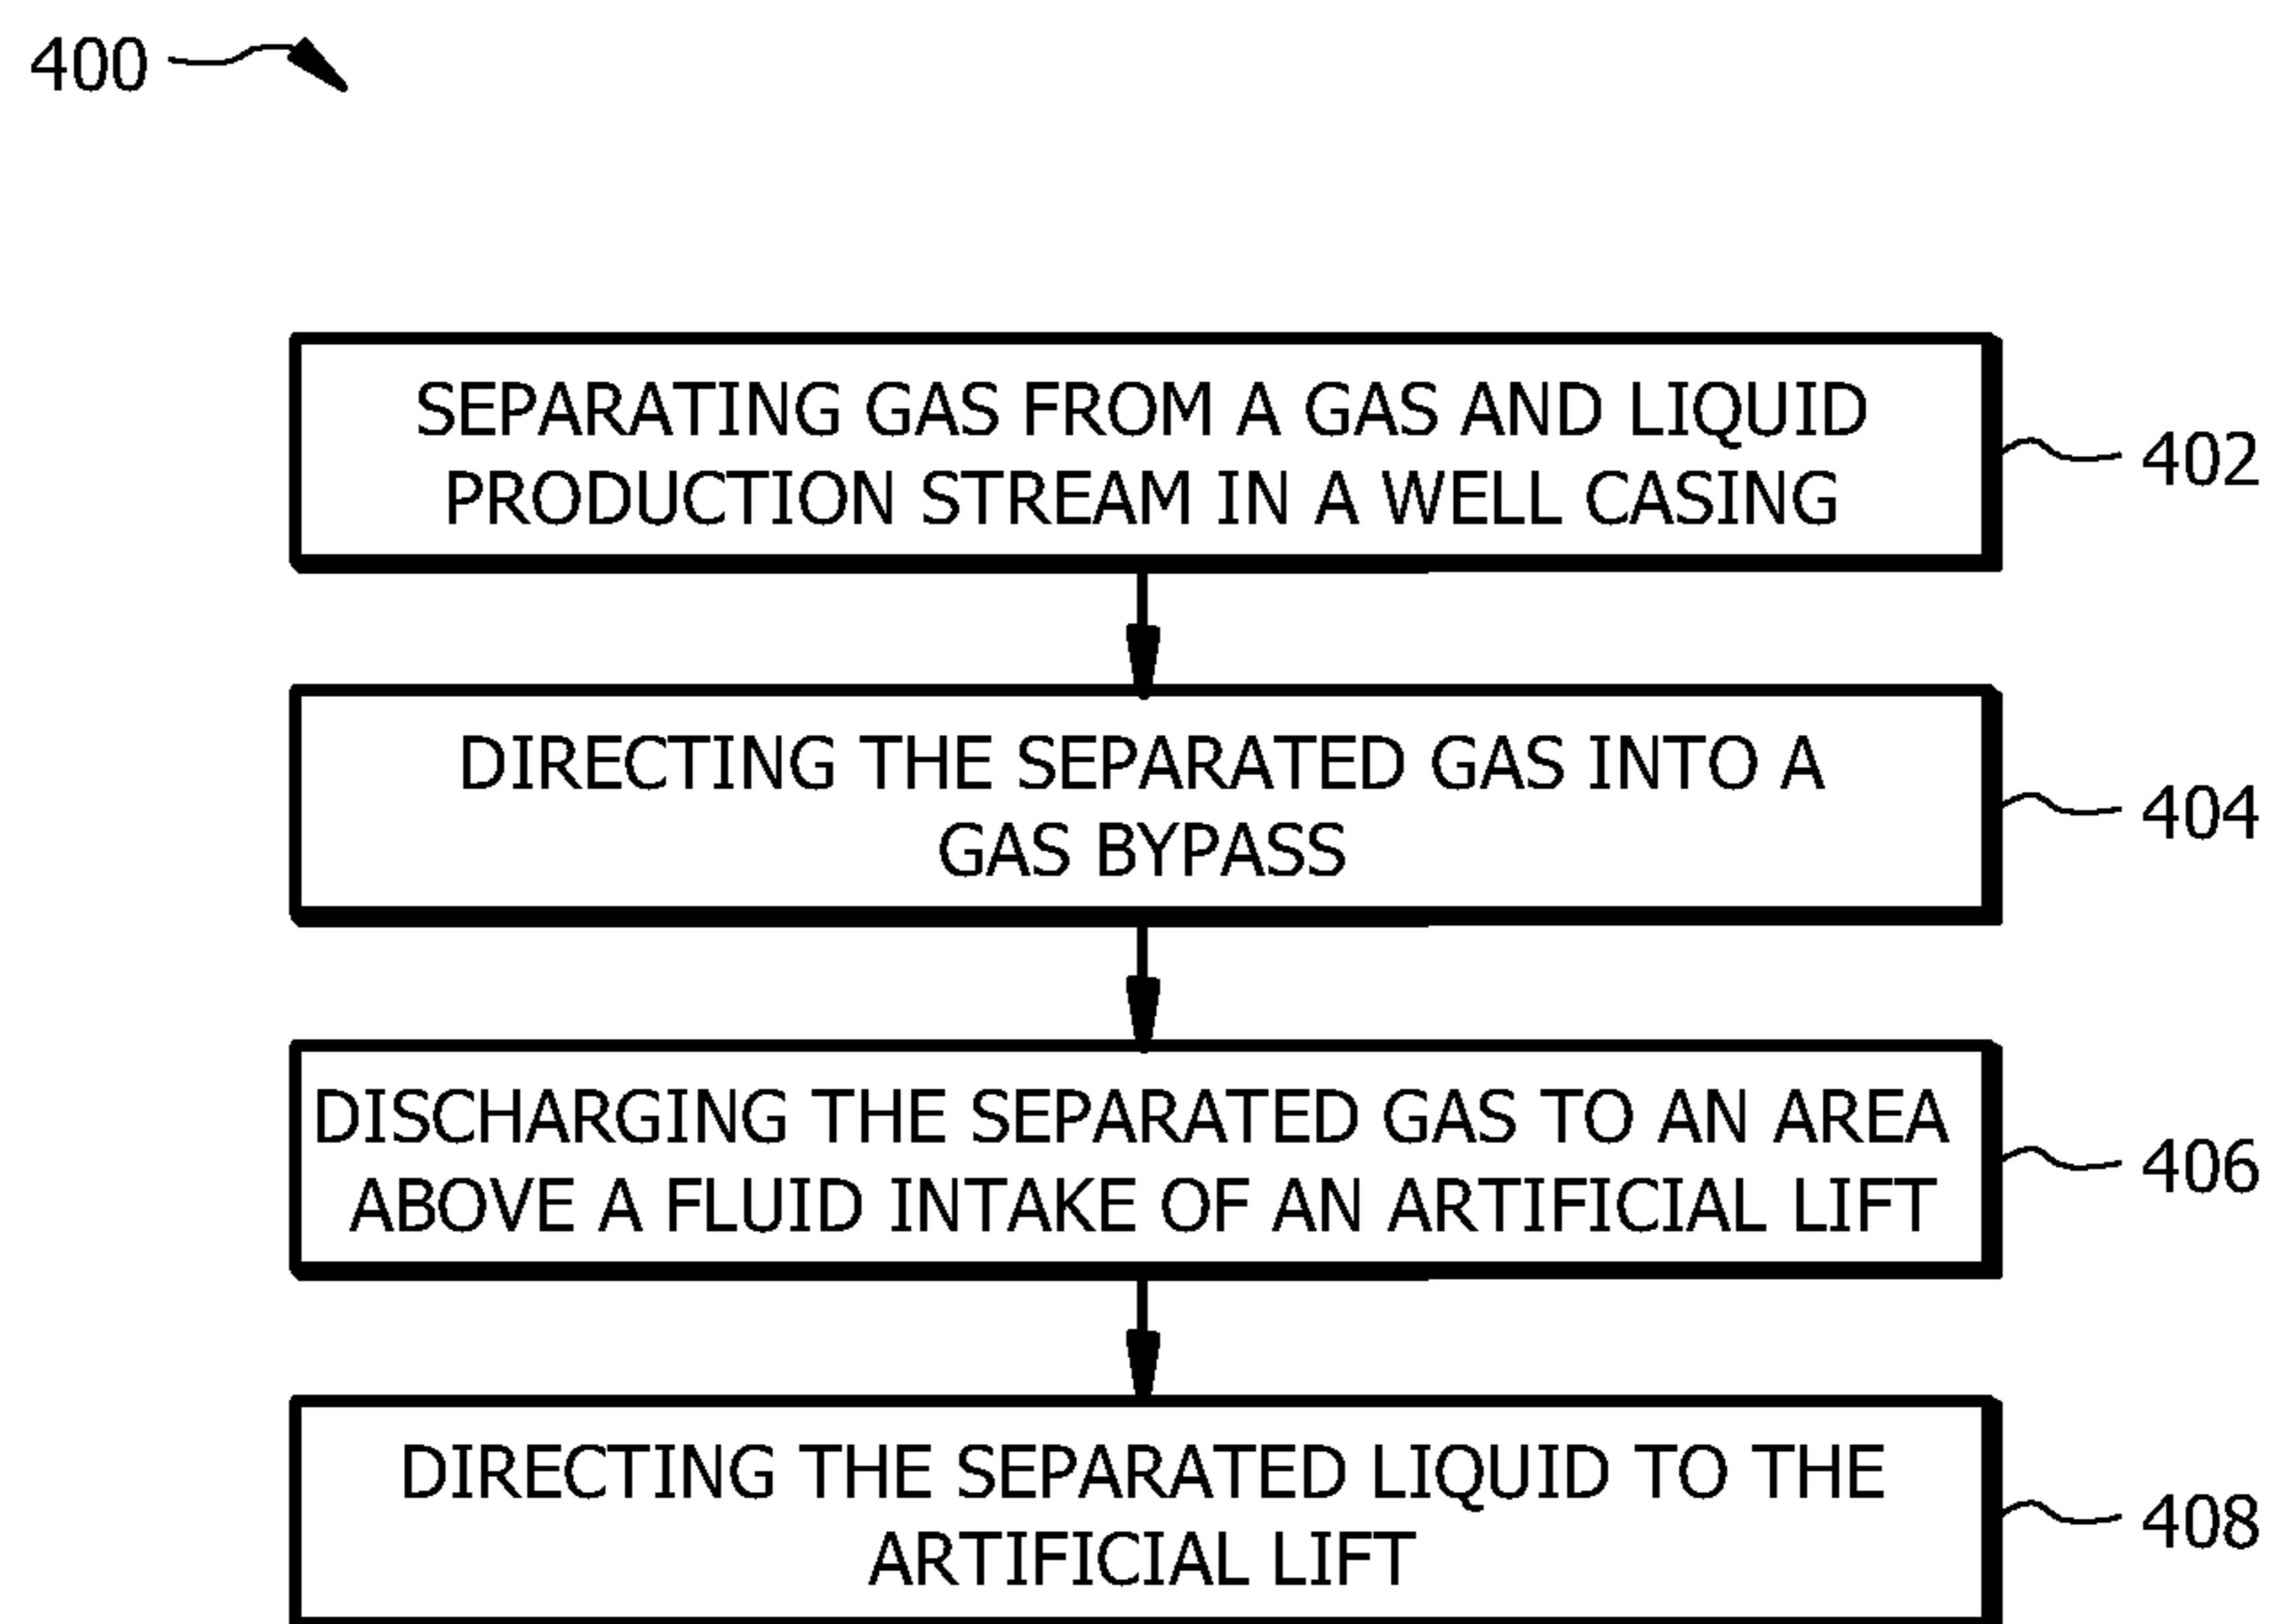 400
SEPARATING GAS FROM A GAS AND LIQUID
PRODUCTION STREAM IN A WELL CASING
402
DIRECTING THE SEPARATED GAS INTO A
GAS BYPASS
404
DISCHARGING THE SEPARATED GAS TO AN AREA
ABOVE A FLUID INTAKE OF AN ARTIFICIAL LIFT
406
DIRECTING THE SEPARATED LIQUID TO THE
ARTIFICIAL LIFT
408